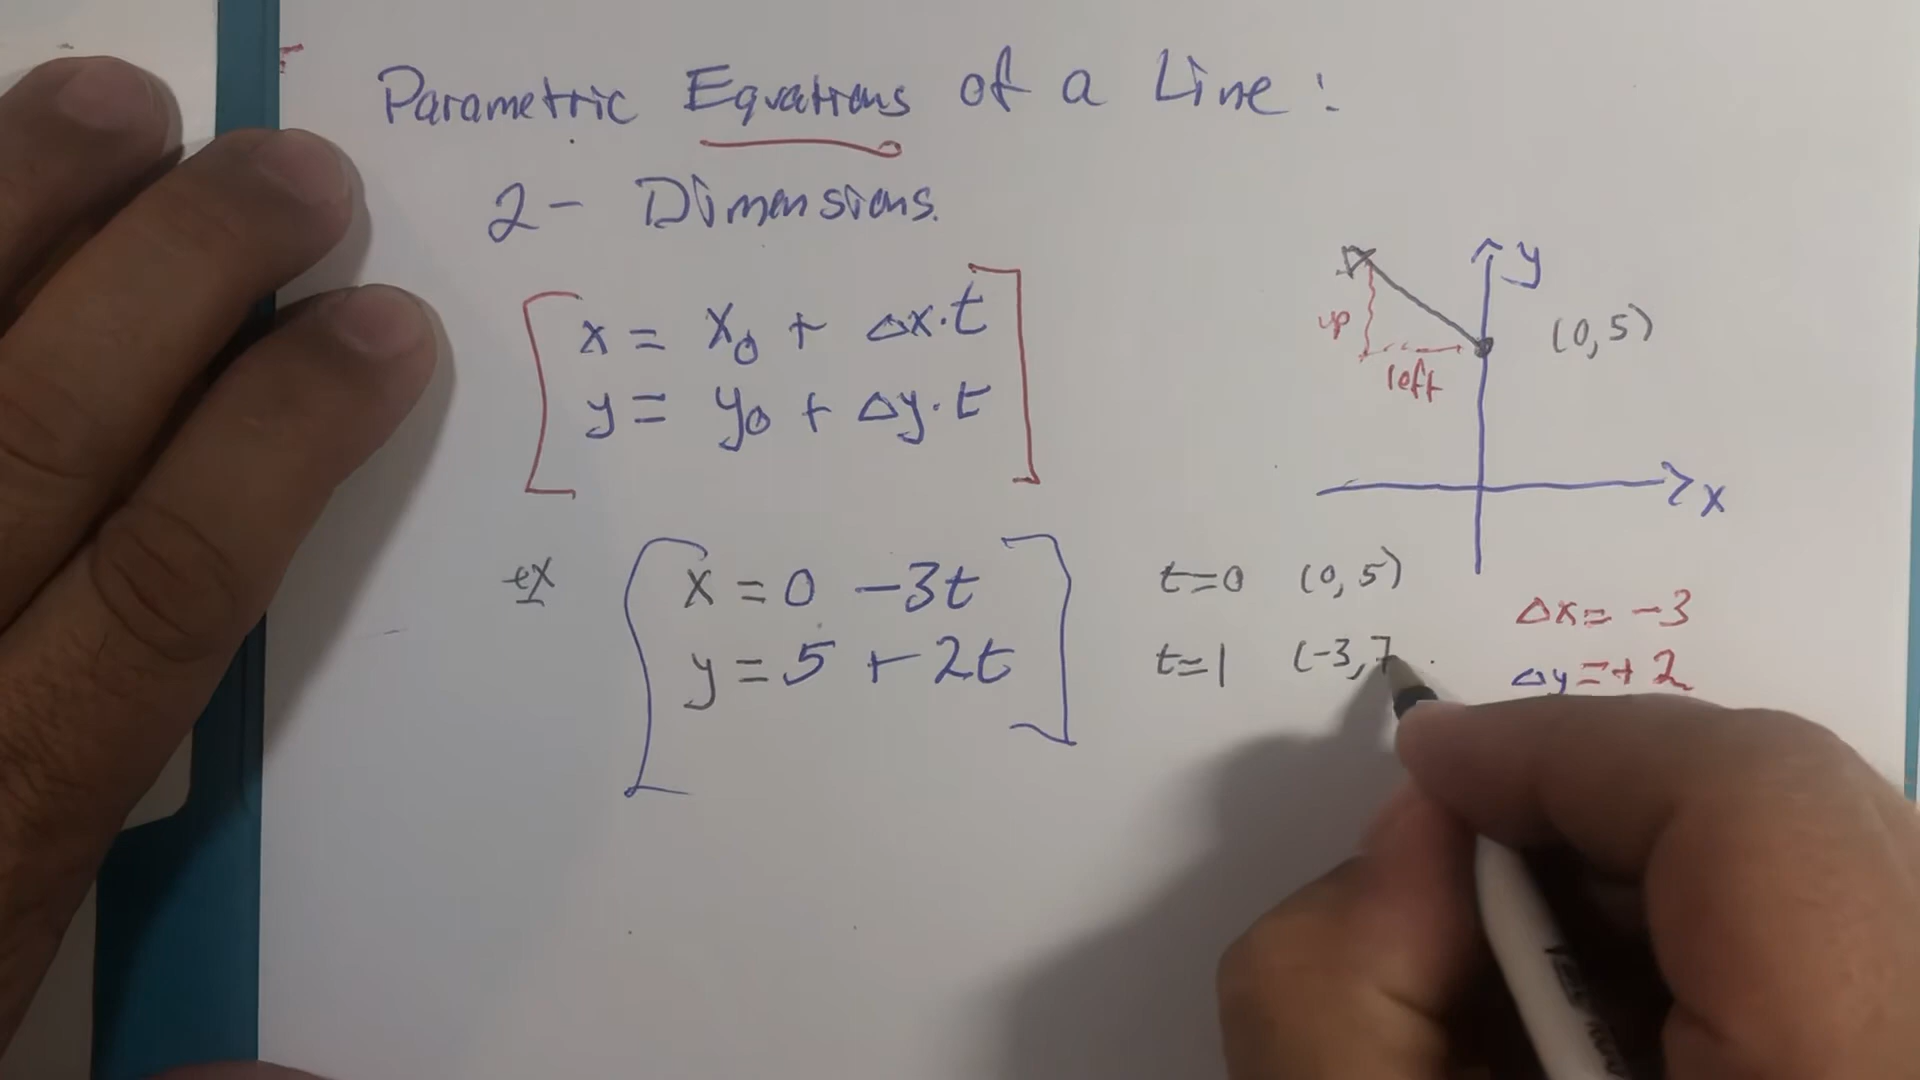 Parametric Equations of a Line:
2- Dimensions.
x = x₀ + Δx·t
y = y₀ + Δy·t
y
(0,5)
up
left
x
ex
x = 0 -3t
y = 5 + 2t
t=0 (0,5)
t=1 (-3,7
Δx= -3
Δy=+2